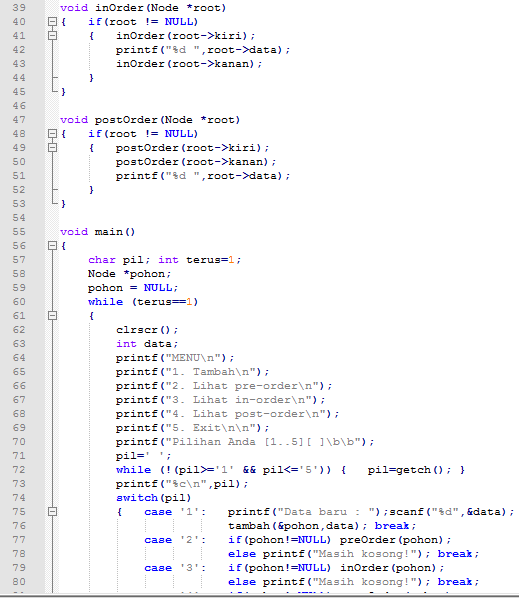 39 void inOrder(Node *root)
40 { if(root != NULL)
41 { inOrder(root->kiri);
42 printf("%d ",root->data);
43 inOrder(root->kanan);
44 }
45 }
46
47 void postOrder(Node *root)
48 { if(root != NULL)
49 { postOrder(root->kiri);
50 postOrder(root->kanan);
51 printf("%d ",root->data);
52 }
53 }
54
55 void main()
56 {
57 char pil; int terus=1;
58 Node *pohon;
59 pohon = NULL;
60 while (terus==1)
61 {
62 clrscr();
63 int data;
64 printf("MENU\n");
65 printf("1. Tambah\n");
66 printf("2. Lihat pre-order\n");
67 printf("3. Lihat in-order\n");
68 printf("4. Lihat post-order\n");
69 printf("5. Exit\n\n");
70 printf("Pilihan Anda [1..5][ ]\b\b");
71 pil=' ';
72 while (!(pil>='1' && pil<='5')) { pil=getch(); }
73 printf("%c\n",pil);
74 switch(pil)
75 { case '1': printf("Data baru : ");scanf("%d",&data);
76 tambah(&pohon,data); break;
77 case '2': if(pohon!=NULL) preOrder(pohon);
78 else printf("Masih kosong!"); break;
79 case '3': if(pohon!=NULL) inOrder(pohon);
80 else printf("Masih kosong!"); break;